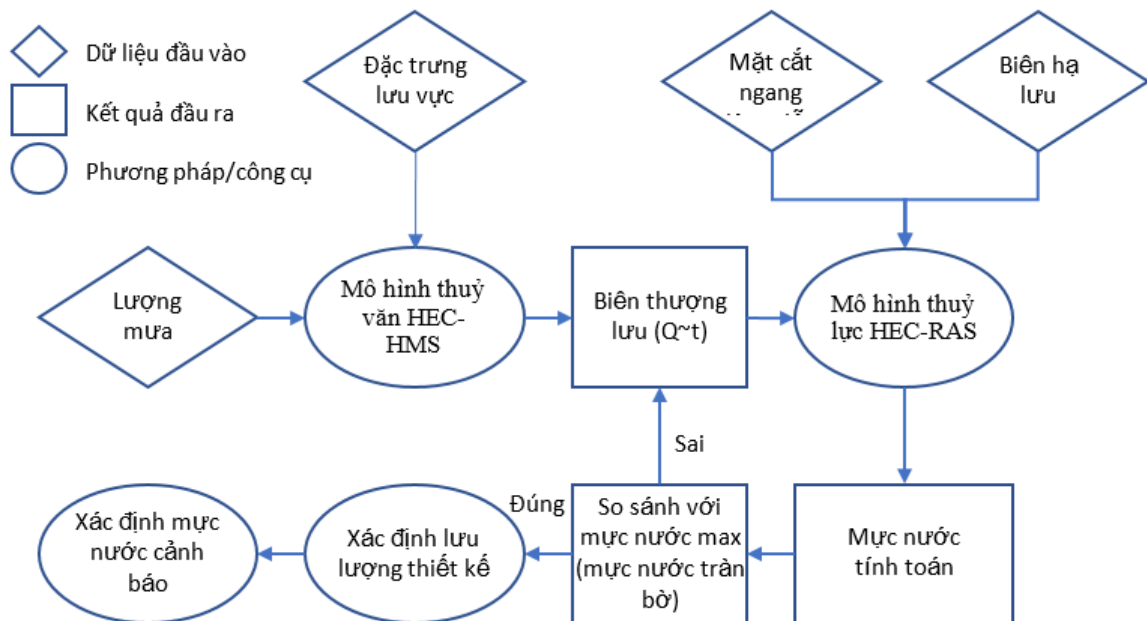 Dữ liệu đầu vào
Kết quả đầu ra
Phương pháp/công cụ
Đặc trưng
lưu vực
Mặt cắt
ngang
Biên hạ
lưu
Lượng
mưa
Mô hình thuỷ
văn HEC-
HMS
Biên thượng
lưu (Q~t)
Mô hình thuỷ
lực HEC-RAS
Sai
Đúng
Xác định mực
nước cảnh
báo
Xác định lưu
lượng thiết kế
So sánh với
mực nước max
(mực nước tràn
bờ)
Mực nước
tính toán